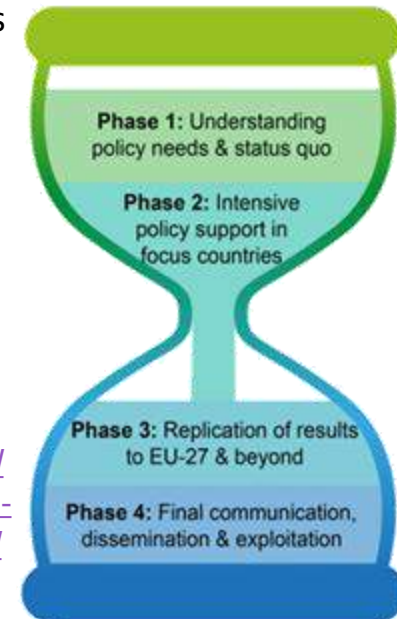 s
Phase 1: Understanding
policy needs & status quo
Phase 2: Intensive
policy support in
focus countries
Phase 3: Replication of results
to EU-27 & beyond
Phase 4: Final communication,
dissemination & exploitation